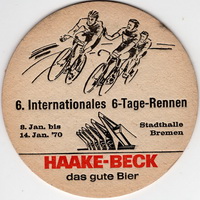 6. Internationales 6-Tage-Rennen
8. Jan. bis
14. Jan. '70
Stadthalle
Bremen
HAAKE-BECK
das gute Bier